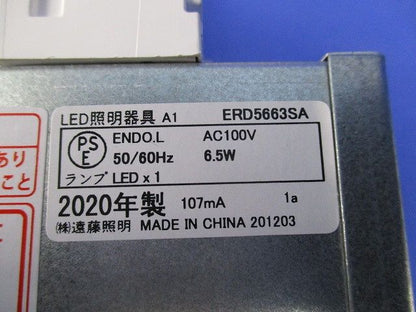 LED照明器具 A1 ERD5663SA
PSE ENDO.L AC100V
50/60Hz 6.5W
ランプ LED x 1
2020年製 107mA 1a
㈱遠藤照明 MADE IN CHINA 201203
あり
こと